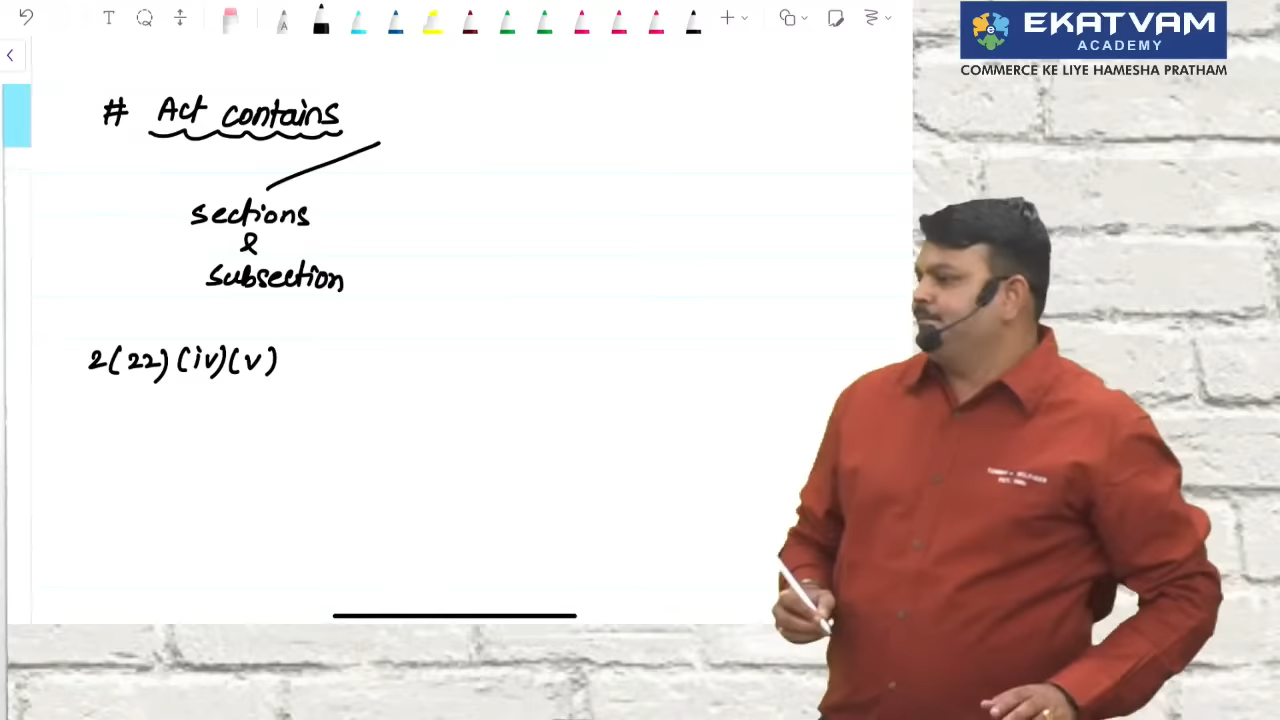 # Act contains
sections
&
subsection
2(22)(iv)(v)
T
A
EKATVAM
ACADEMY
COMMERCE KE LIYE HAMESHA PRATHAM